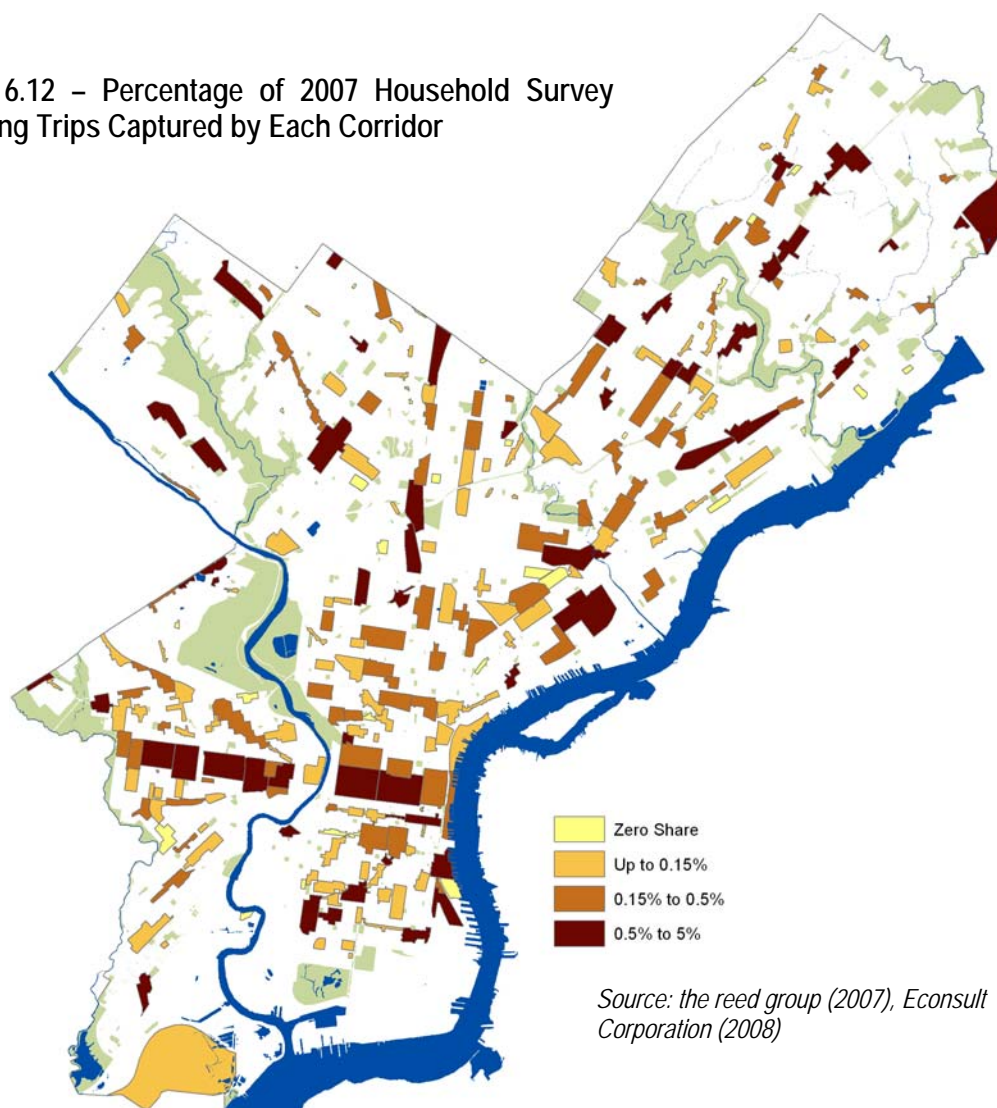 6.12 – Percentage of 2007 Household Survey
ng Trips Captured by Each Corridor
Zero Share
Up to 0.15%
0.15% to 0.5%
0.5% to 5%
Source: the reed group (2007), Econsult
Corporation (2008)